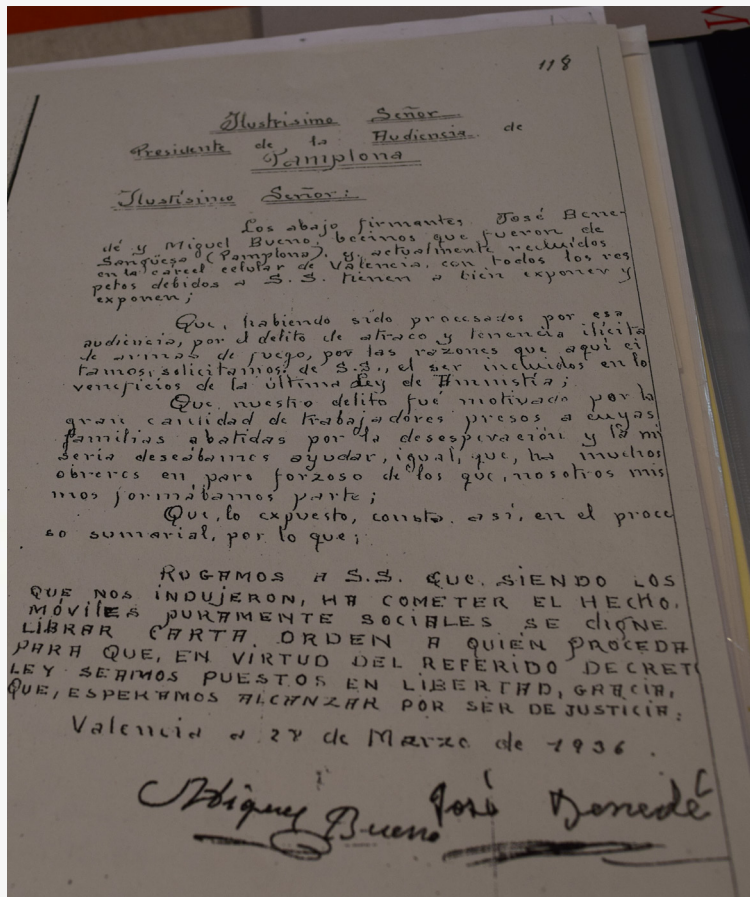 118
Ilustrisimo Señor
Presidente de la Audiencia de
Pamplona
Ilustísimo Señor:
Los abajo firmantes, José Bene-
dé y Miguel Bueno, becinos que fueron de
Sangüesa (Pamplona), y actualmente recluidos
en la carcel celular de Valencia, con todos los res
petos debidos a S.S. tienen a bien exponer y
exponen;
Que, habiendo sido procesados por esa
audiencia, por el delito de atraco y tenencia ilícita
de armas de fuego, por las razones que aquí ci
tamos, solicitamos, de S.S., el ser incluidos en lo
veneficios de la última Ley de Amnistía;
Que nuestro delito fué motivado por la
gran cantidad de trabajadores presos a cuyas
familias abatidas por la desesperación y la mi
seria deseábamos ayudar, igual, que, ha muchos
obreros en paro forzoso de los que, nosotros mis
mos formábamos parte;
Que, lo expuesto, consta, así, en el proce
so sumarial, por lo que;
RUGAMOS A S.S. QUE, SIENDO LOS
QUE NOS INDUJERON, HA COMETER EL HECHO,
MÓVILES PURAMENTE SOCIALES SE DIGNE
LIBRAR CARTA ORDEN A QUIÉN PROCEDA
PARA QUE, EN VIRTUD DEL REFERIDO DECRET
LEY SEAMOS PUESTOS EN LIBERTAD, GRACIA,
QUE, ESPERAMOS ALCANZAR POR SER DE JUSTICIA:
Valencia a 28 de Marzo de 1936.
Miguel Bueno José Benedé